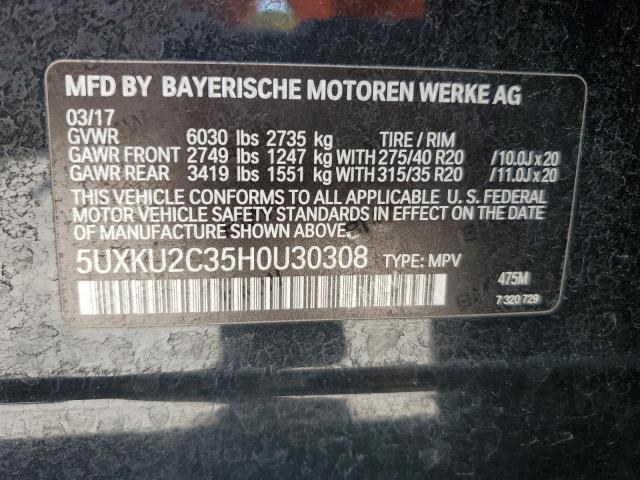 MFD BY BAYERISCHE MOTOREN WERKE AG
03/17
GVWR 6030 lbs 2735 kg TIRE / RIM
GAWR FRONT 2749 lbs 1247 kg WITH 275/40 R20 /10.0J x 20
GAWR REAR 3419 lbs 1551 kg WITH 315/35 R20 /11.0J x 20
THIS VEHICLE CONFORMS TO ALL APPLICABLE U. S. FEDERAL
MOTOR VEHICLE SAFETY STANDARDS IN EFFECT ON THE DATE
OF MANUFACTURE SHOWN ABOVE
5UXKU2C35H0U30308 TYPE: MPV
475M
7 320 729